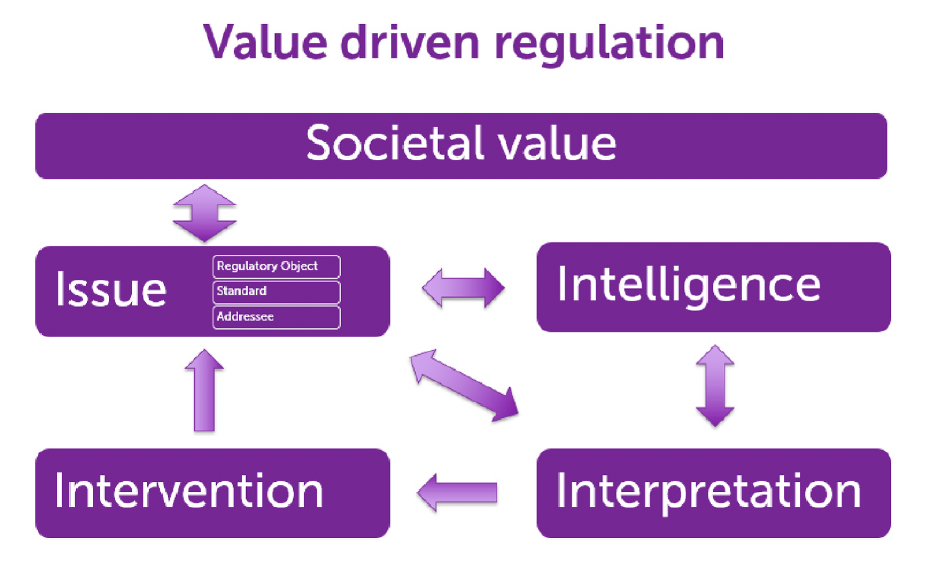 Value driven regulation
Societal value
Issue
Regulatory Object
Standard
Addressee
Intelligence
Intervention
Interpretation